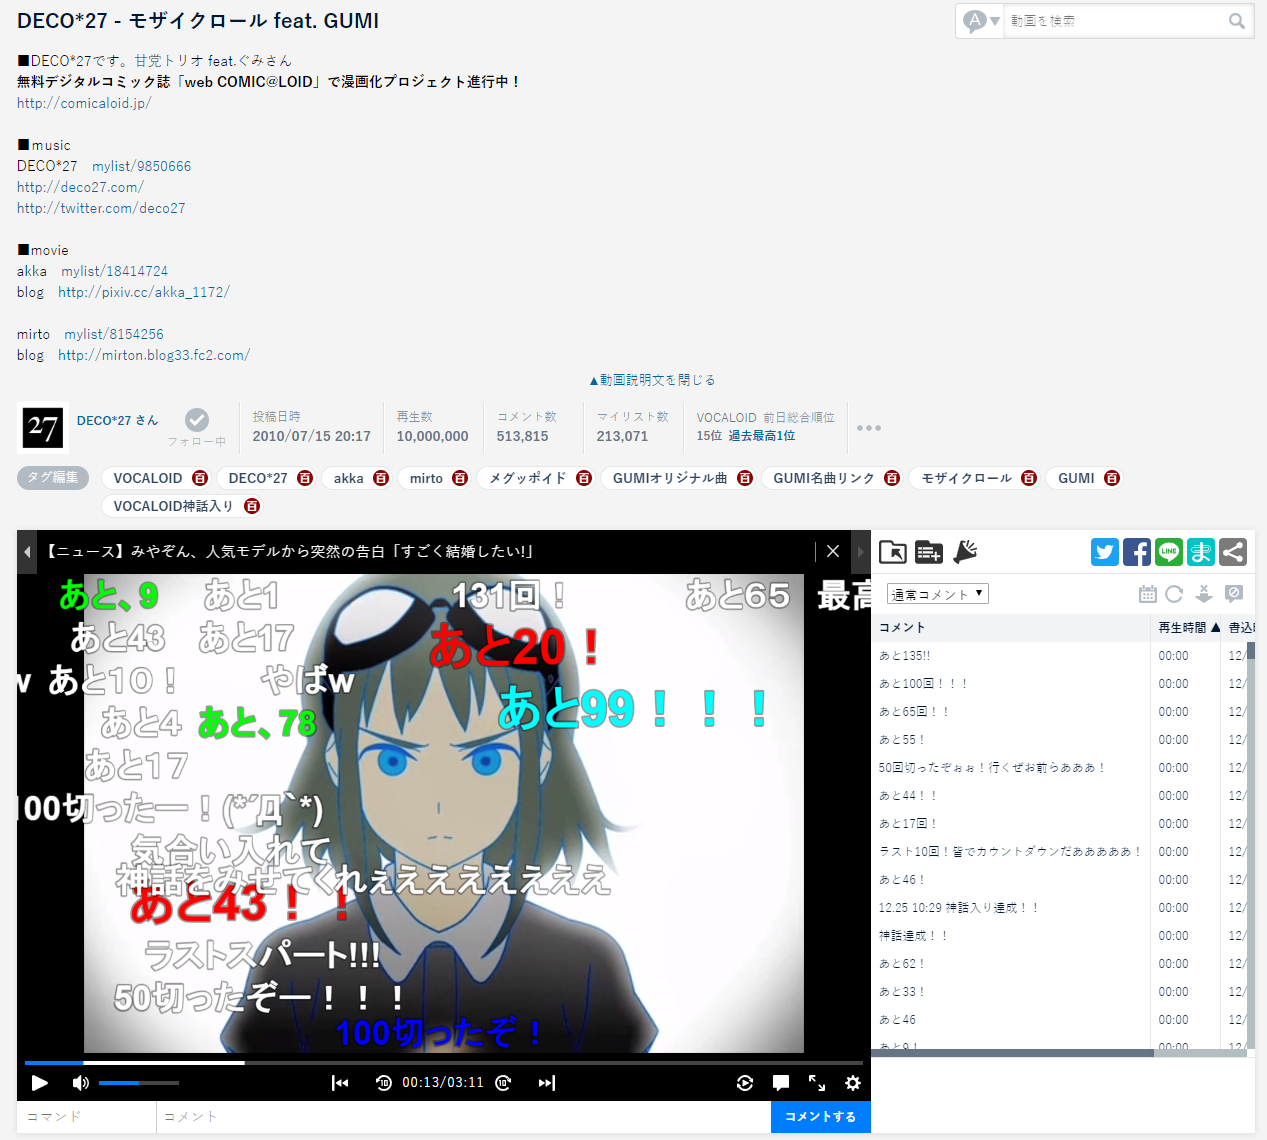 DECO*27 - モザイクロール feat. GUMI
A▼ 動画を検索
■DECO*27です。甘党トリオ feat.ぐみさん
無料デジタルコミック誌「web COMIC@LOID」で漫画化プロジェクト進行中！
http://comicaloid.jp/
■music
DECO*27 mylist/9850666
http://deco27.com/
http://twitter.com/deco27
■movie
akka mylist/18414724
blog http://pixiv.cc/akka_1172/
mirto mylist/8154256
blog http://mirton.blog33.fc2.com/
▲動画説明文を閉じる
27 DECO*27 さん フォロー中
投稿日時 再生数 コメント数 マイリスト数 VOCALOID 前日総合順位
2010/07/15 20:17 10,000,000 513,815 213,071 15位 過去最高1位
タグ編集 VOCALOID 百 DECO*27 百 akka 百 mirto 百 メグッポイド 百 GUMIオリジナル曲 百 GUMI名曲リンク 百 モザイクロール 百 GUMI 百
VOCALOID神話入り 百
【ニュース】みやぞん、人気モデルから突然の告白「すごく結婚したい!」
あと、9 あと1 131回！ あと65 最高
あと43 あと17 あと20！
w あと10！ やばw
あと99！！！
あと4 あと、78
あと17
100切ったー！(*´Д`*)
気合い入れて
神話をみせてくれぇえええええええ
あと43！！
ラストスパート!!!
50切ったぞー！！！
100切ったぞ！
10 00:13/03:11 10
コマンド コメント コメントする
LINE ま
通常コメント ▼
コメント 再生時間 ▲ 書込
あと135!! 00:00 12/
あと100回！！！ 00:00 12/
あと65回！！ 00:00 12/
あと55！ 00:00 12/
50回切ったぞぉぉ！行くぜお前らあああ！ 00:00 12/
あと44！！ 00:00 12/
あと17回！ 00:00 12/
ラスト10回！皆でカウントダウンだあああああ！ 00:00 12/
あと46！ 00:00 12/
12.25 10:29 神話入り達成！！ 00:00 12/
神話達成！！ 00:00 12/
あと62！ 00:00 12/
あと33！ 00:00 12/
あと46 00:00 12/
あと9！ 00:00 12/